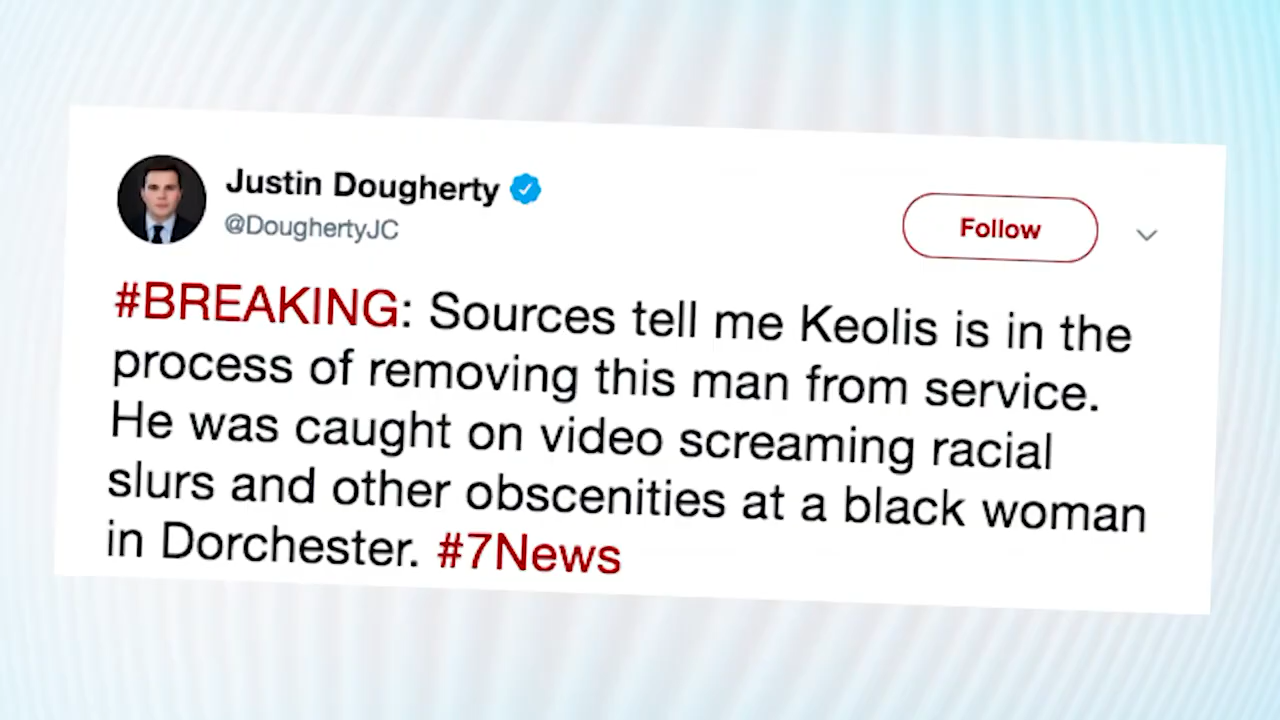 Justin Dougherty
@DoughertyJC
Follow
#BREAKING: Sources tell me Keolis is in the
process of removing this man from service.
He was caught on video screaming racial
slurs and other obscenities at a black woman
in Dorchester. #7News